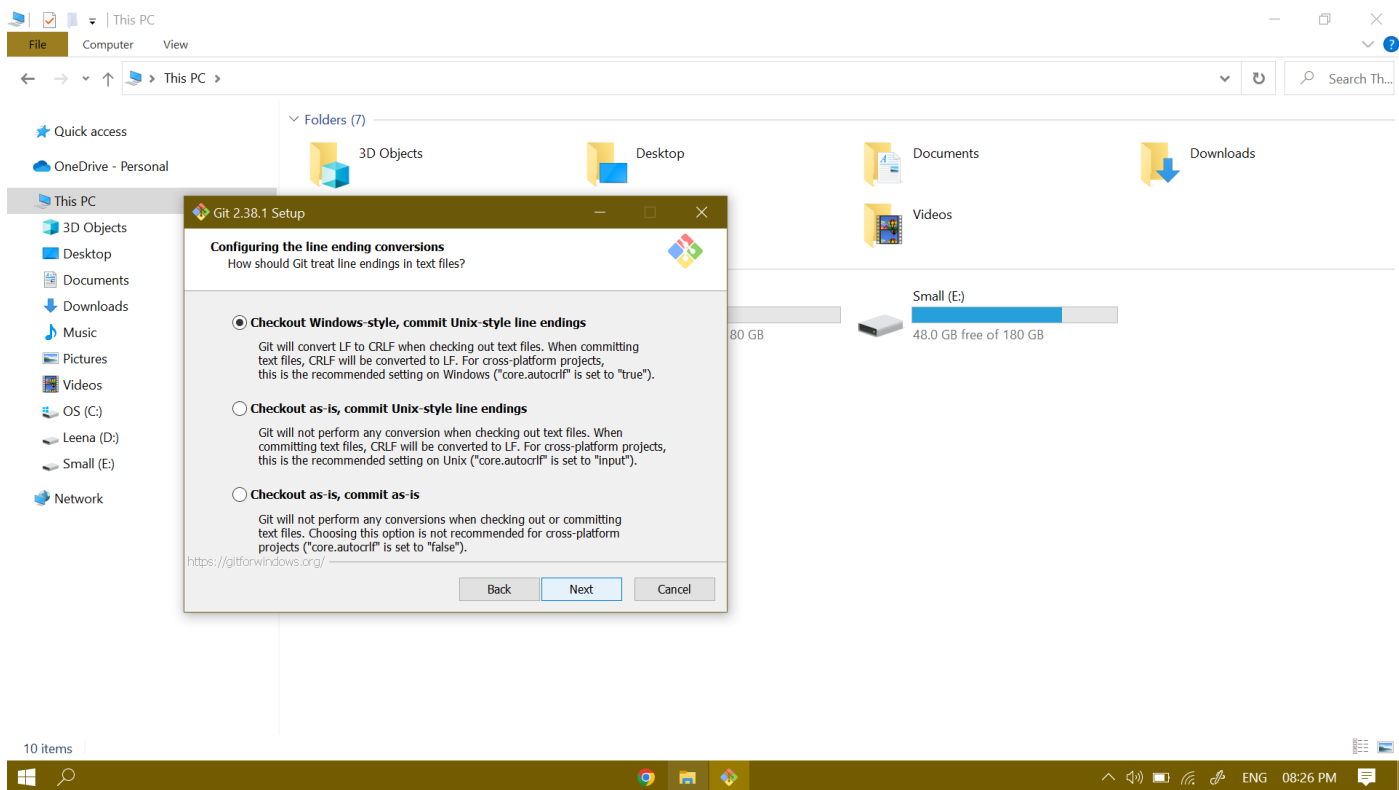 This PC
File Computer View
This PC
Search Th...
Quick access
OneDrive - Personal
This PC
3D Objects
Desktop
Documents
Downloads
Music
Pictures
Videos
OS (C:)
Leena (D:)
Small (E:)
Network
Folders (7)
3D Objects
Desktop
Documents
Downloads
Videos
Small (E:)
80 GB
48.0 GB free of 180 GB
Git 2.38.1 Setup
Configuring the line ending conversions
How should Git treat line endings in text files?
Checkout Windows-style, commit Unix-style line endings
Git will convert LF to CRLF when checking out text files. When committing
text files, CRLF will be converted to LF. For cross-platform projects,
this is the recommended setting on Windows ("core.autocrlf" is set to "true").
Checkout as-is, commit Unix-style line endings
Git will not perform any conversion when checking out text files. When
committing text files, CRLF will be converted to LF. For cross-platform projects,
this is the recommended setting on Unix ("core.autocrlf" is set to "input").
Checkout as-is, commit as-is
Git will not perform any conversions when checking out or committing
text files. Choosing this option is not recommended for cross-platform
projects ("core.autocrlf" is set to "false").
https://gitforwindows.org/
Back Next Cancel
10 items
ENG 08:26 PM